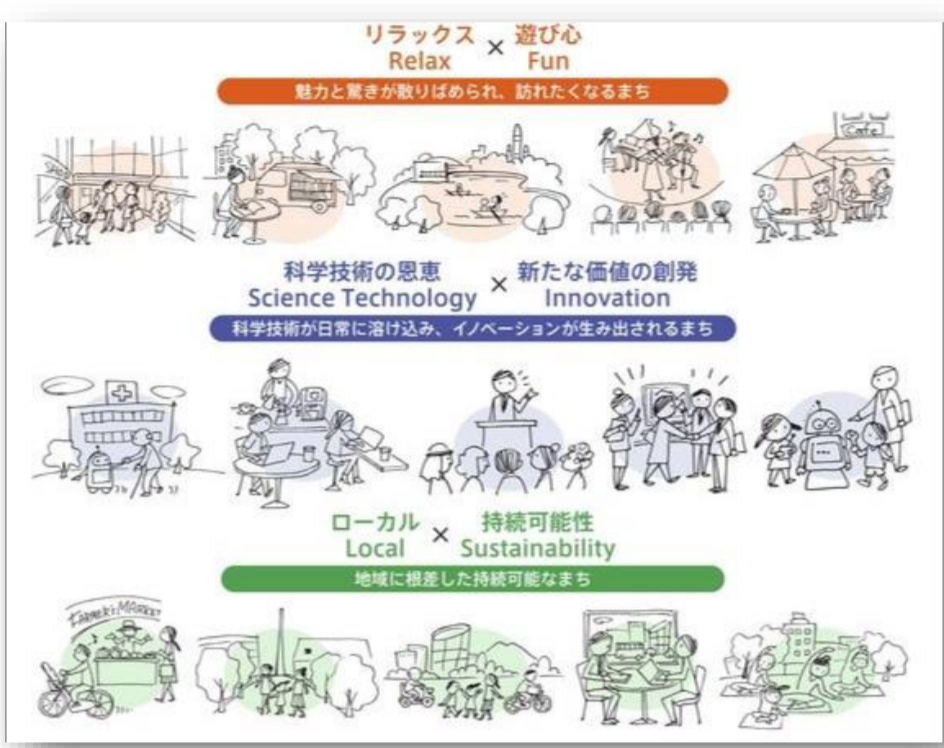 リラックス × 遊び心
Relax Fun
魅力と驚きが散りばめられ、訪れたくなるまち
Cafe
科学技術の恩恵 × 新たな価値の創発
Science Technology Innovation
科学技術が日常に溶け込み、イノベーションが生み出されるまち
ローカル × 持続可能性
Local Sustainability
地域に根差した持続可能なまち
FARMER'S MARKET